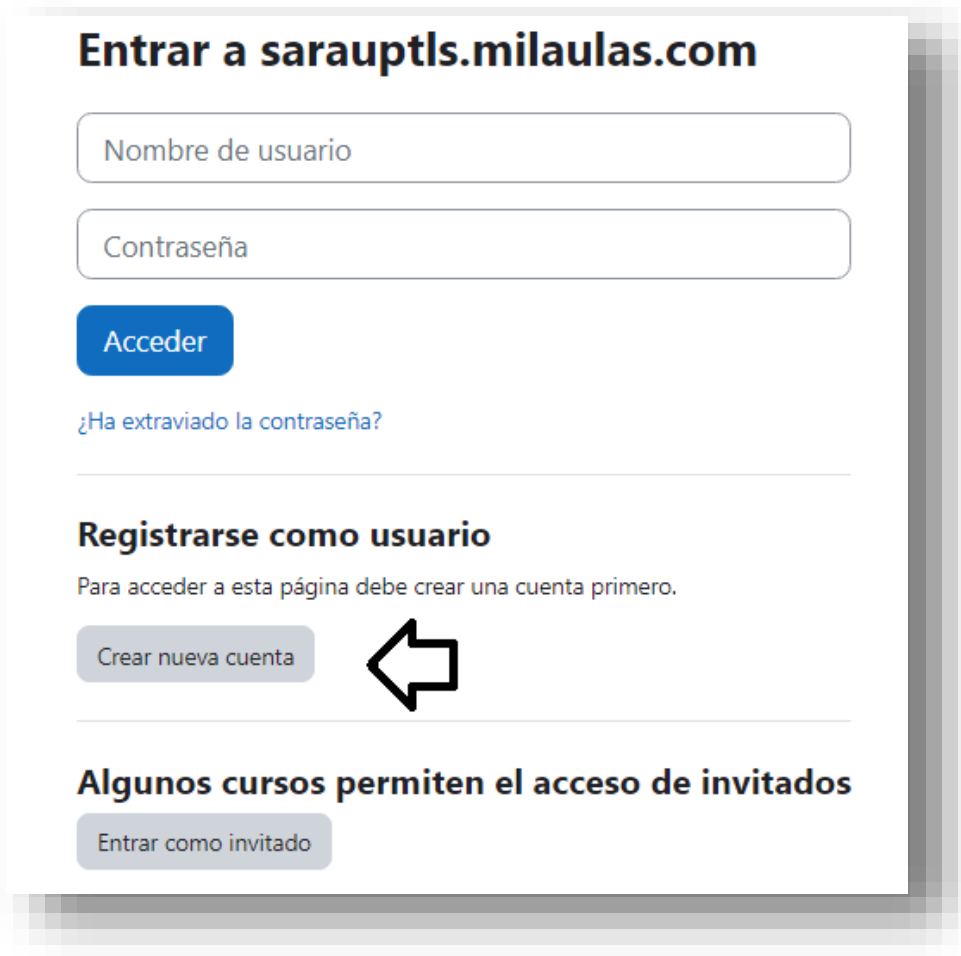 Entrar a sarauptls.milaulas.com
Nombre de usuario
Contraseña
Acceder
¿Ha extraviado la contraseña?
Registrarse como usuario
Para acceder a esta página debe crear una cuenta primero.
Crear nueva cuenta
Algunos cursos permiten el acceso de invitados
Entrar como invitado